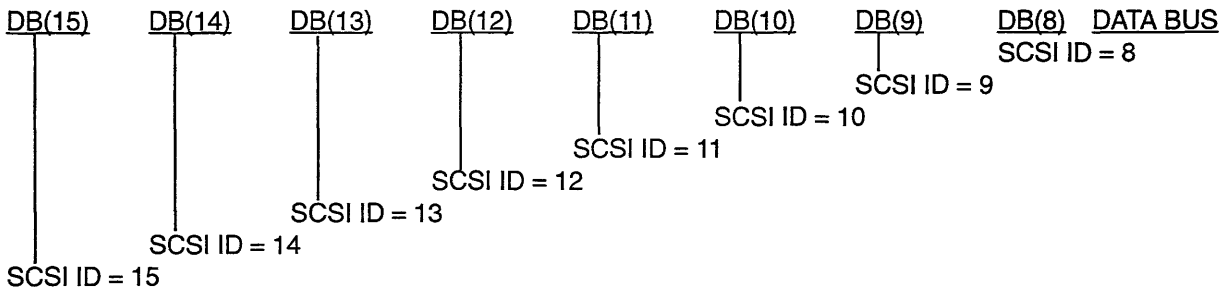 DB(15) DB(14) DB(13) DB(12) DB(11) DB(10) DB(9) DB(8) DATA BUS
SCSI ID = 8
SCSI ID = 9
SCSI ID = 10
SCSI ID = 11
SCSI ID = 12
SCSI ID = 13
SCSI ID = 14
SCSI ID = 15